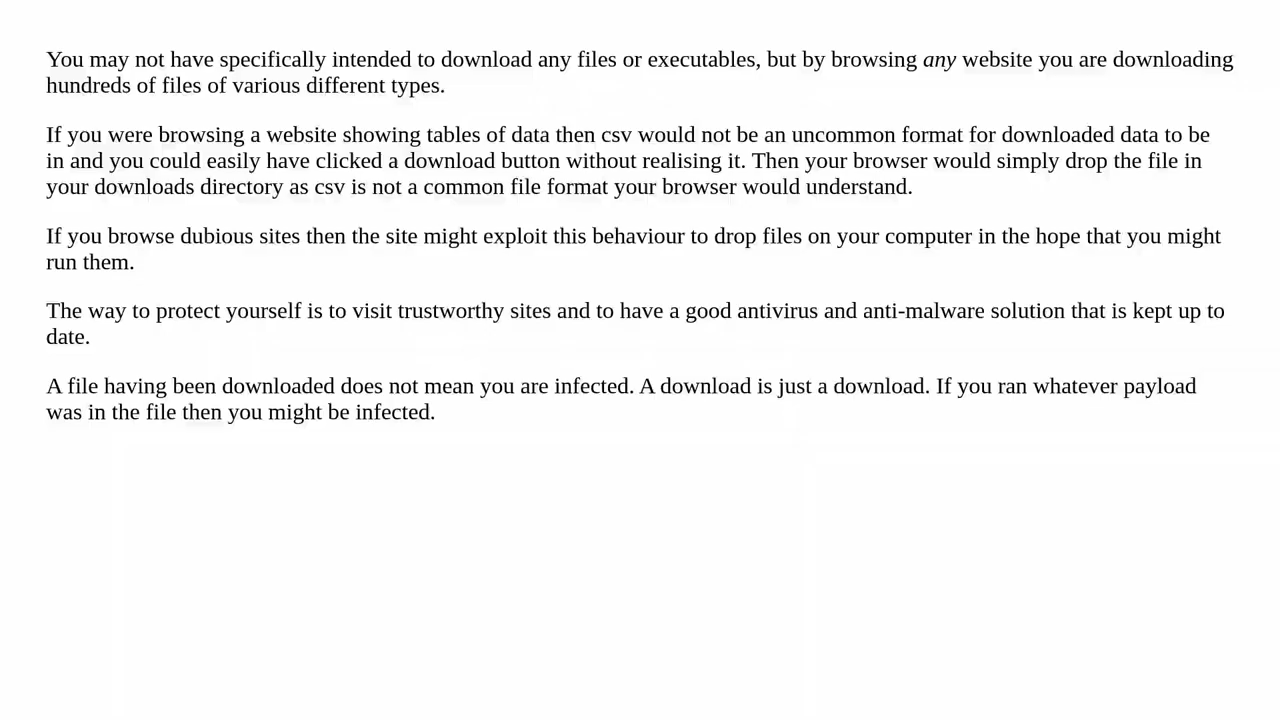 You may not have specifically intended to download any files or executables, but by browsing any website you are downloading
hundreds of files of various different types.
If you were browsing a website showing tables of data then csv would not be an uncommon format for downloaded data to be
in and you could easily have clicked a download button without realising it. Then your browser would simply drop the file in
your downloads directory as csv is not a common file format your browser would understand.
If you browse dubious sites then the site might exploit this behaviour to drop files on your computer in the hope that you might
run them.
The way to protect yourself is to visit trustworthy sites and to have a good antivirus and anti-malware solution that is kept up to
date.
A file having been downloaded does not mean you are infected. A download is just a download. If you ran whatever payload
was in the file then you might be infected.